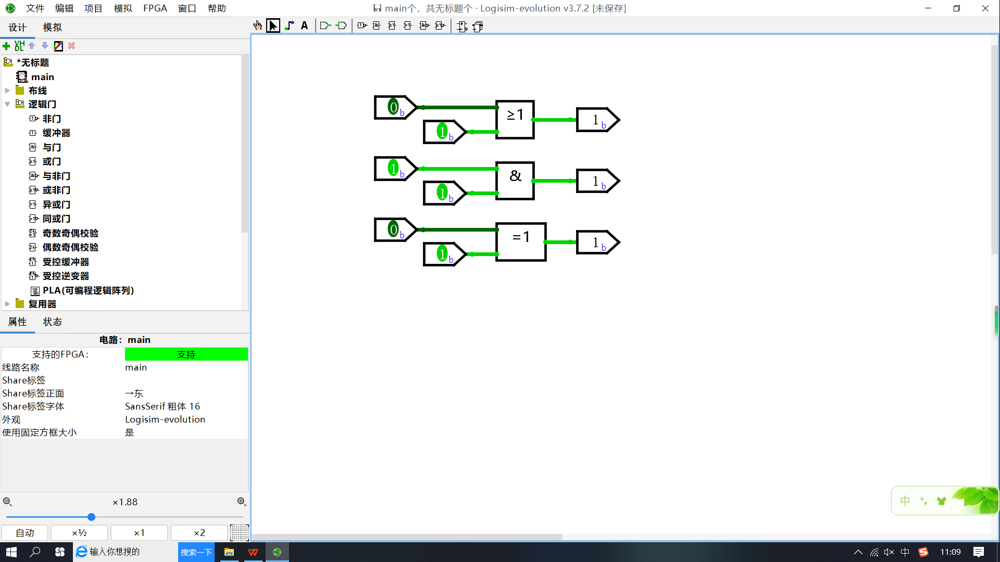 文件 编辑 项目 模拟 FPGA 窗口 帮助
main个，共无标题个 · Logisim-evolution v3.7.2 [未保存]
设计 模拟
A
*无标题
main
布线
逻辑门
非门
缓冲器
与门
或门
与非门
或非门
异或门
同或门
奇数奇偶校验
偶数奇偶校验
受控缓冲器
受控逆变器
PLA(可编程逻辑阵列)
复用器
0b
1b
≥1
1b
1b
1b
&
1b
0b
1b
=1
1b
属性 状态
电路：main
支持的FPGA： 支持
线路名称 main
Share标签
Share标签正面 →东
Share标签字体 SansSerif 粗体 16
外观 Logisim-evolution
使用固定方框大小 是
×1.88
自动 ×½ ×1 ×2
中 °,
输入你想搜的 搜索一下
中 S 11:09